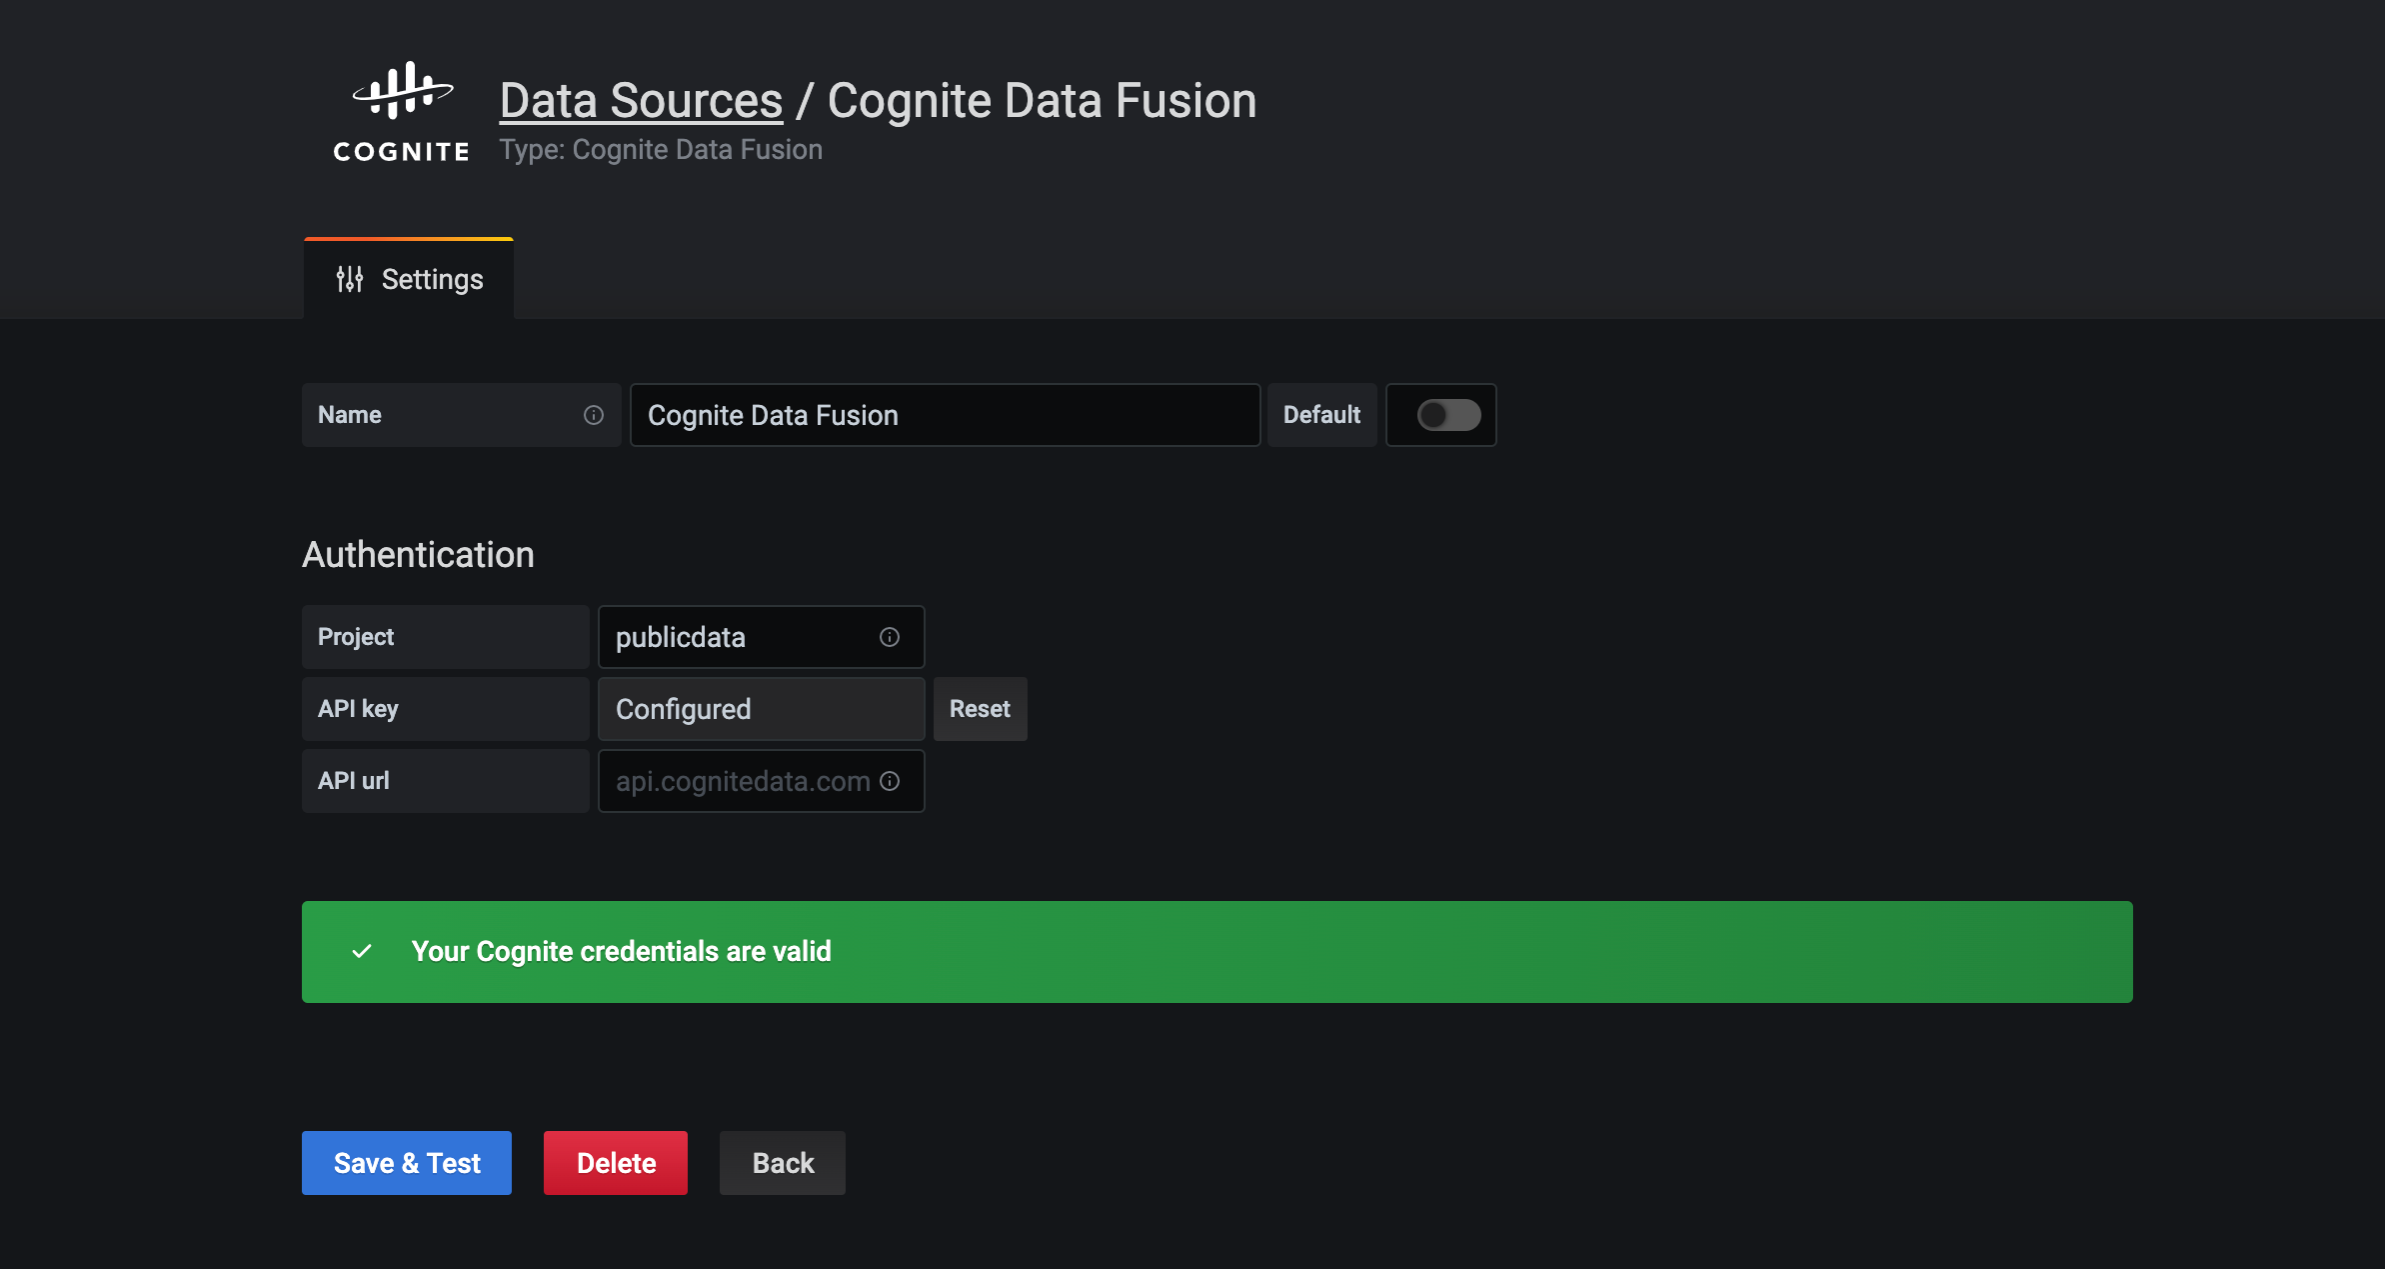 COGNITE
Data Sources / Cognite Data Fusion
Type: Cognite Data Fusion
Settings
Name Cognite Data Fusion Default
Authentication
Project publicdata
API key Configured Reset
API url api.cognitedata.com
Your Cognite credentials are valid
Save & Test Delete Back